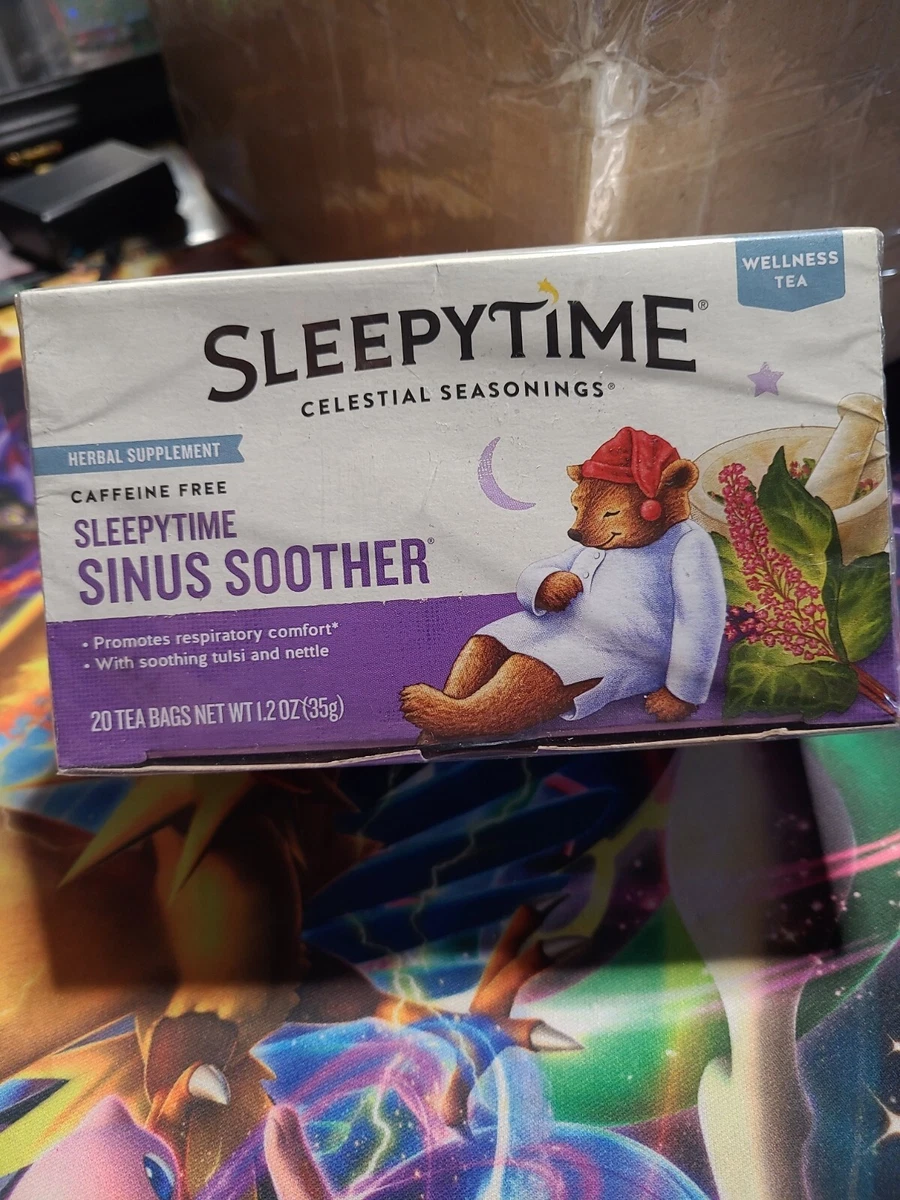 WELLNESS
TEA
SLEEPYTIME®
CELESTIAL SEASONINGS®
HERBAL SUPPLEMENT
CAFFEINE FREE
SLEEPYTIME
SINUS SOOTHER®
• Promotes respiratory comfort*
• With soothing tulsi and nettle
20 TEA BAGS NET WT 1.2 OZ (35g)